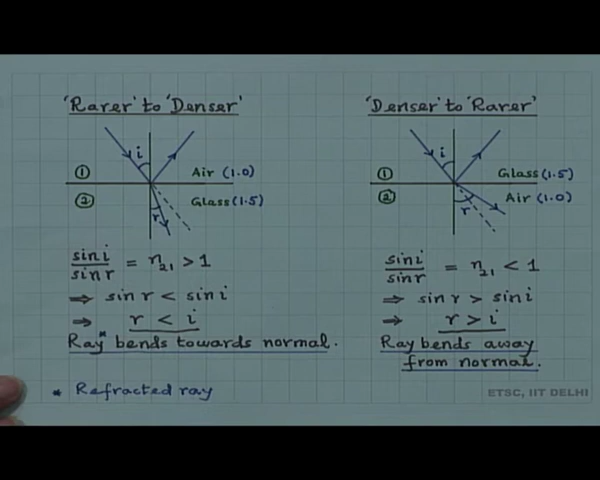 'Rarer' to 'Denser'
i
① Air (1.0)
② Glass (1.5)
r
sin i / sin r = n₂₁ > 1
⇒ sin r < sin i
⇒ r < i
Ray* bends towards normal.
* Refracted ray
'Denser' to 'Rarer'
i
① Glass (1.5)
② Air (1.0)
r
sin i / sin r = n₂₁ < 1
⇒ sin r > sin i
⇒ r > i
Ray bends away
from normal.
ETSC, IIT DELHI